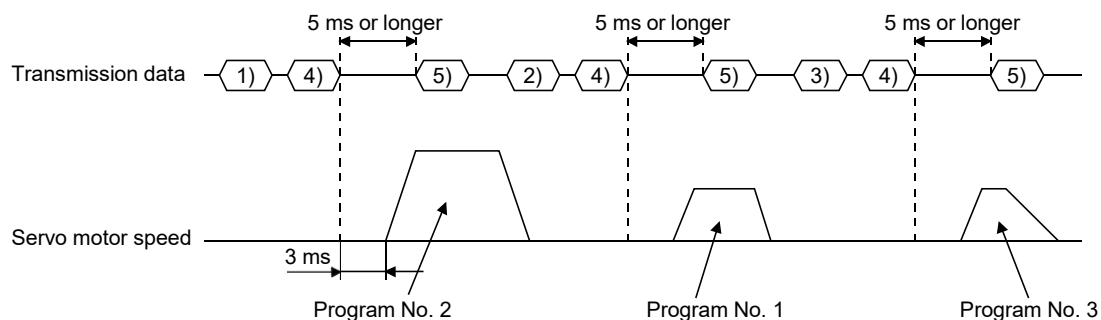 5 ms or longer 5 ms or longer 5 ms or longer
Transmission data 1) 4) 5) 2) 4) 5) 3) 4) 5)
Servo motor speed
3 ms
Program No. 2 Program No. 1 Program No. 3